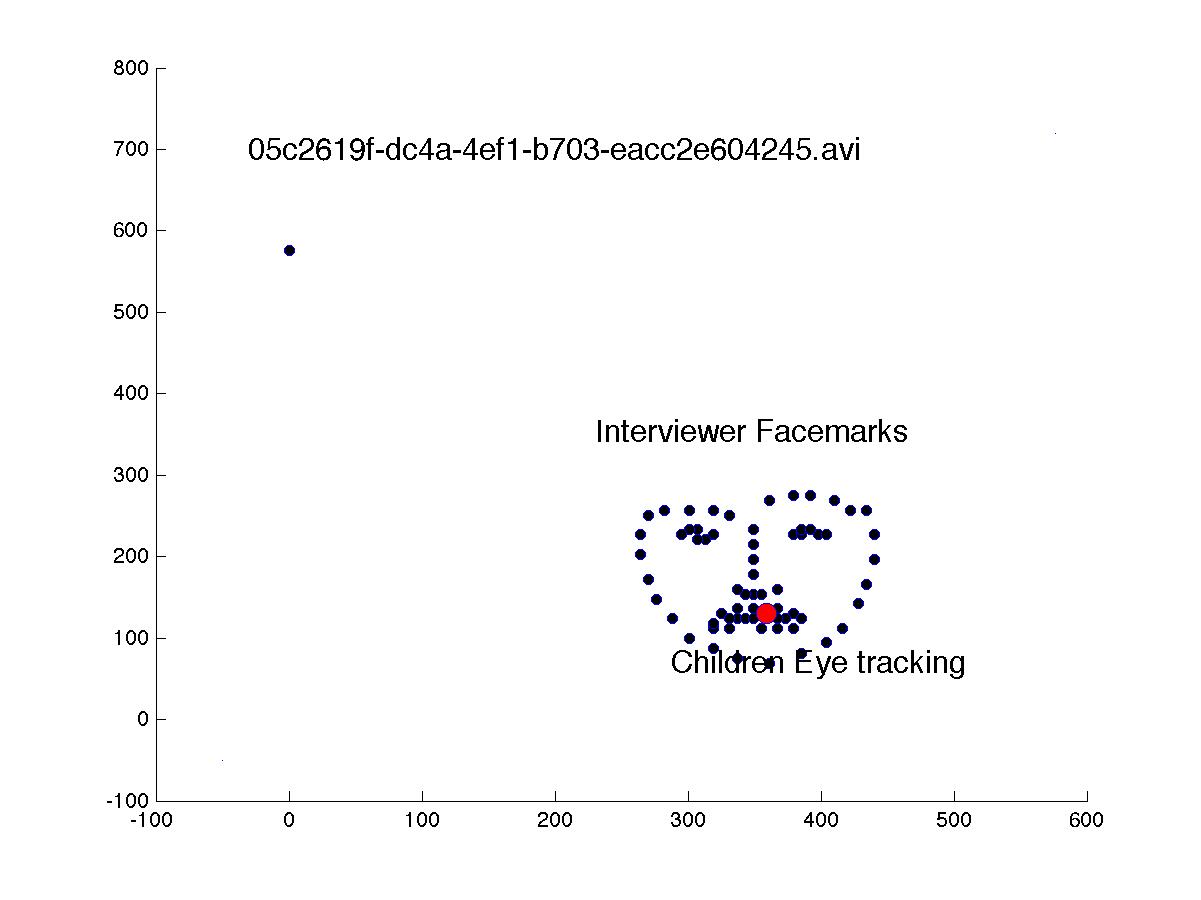 800
700
05c2619f-dc4a-4ef1-b703-eacc2e604245.avi
600
500
400
Interviewer Facemarks
300
200
100
Children Eye tracking
0
-100
-100 0 100 200 300 400 500 600